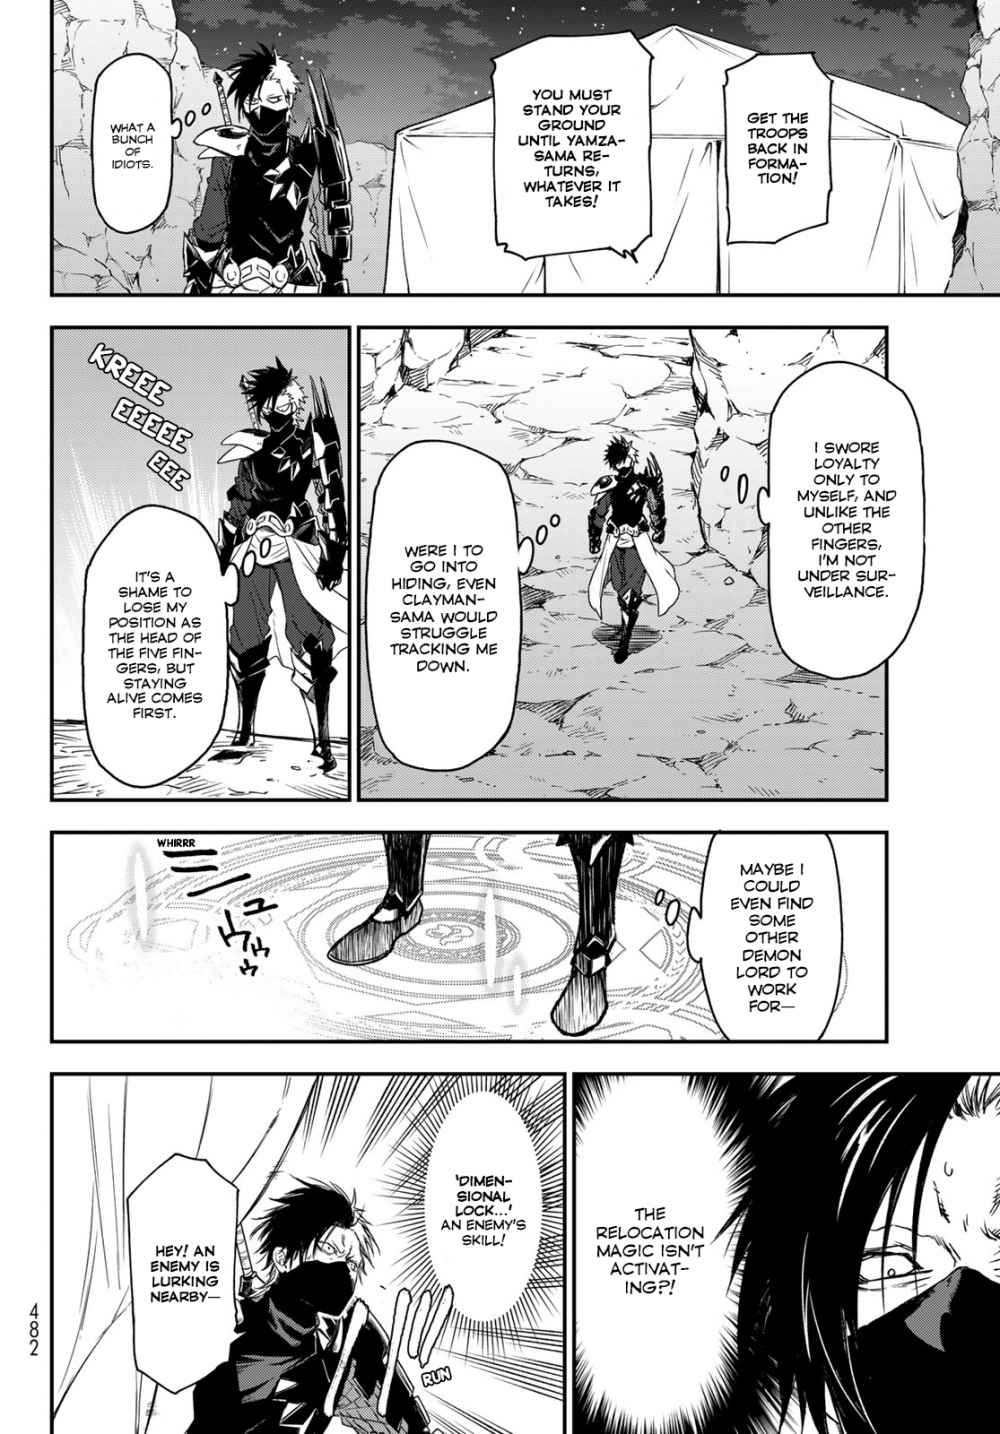 GET THE
TROOPS
BACK IN
FORMA-
TION!
YOU MUST
STAND YOUR
GROUND
UNTIL YAMZA-
SAMA RE-
TURNS,
WHATEVER IT
TAKES!
WHAT A
BUNCH OF
IDIOTS.
I SWORE
LOYALTY
ONLY TO
MYSELF, AND
UNLIKE THE
OTHER
FINGERS,
I'M NOT
UNDER SUR-
VEILLANCE.
WERE I TO
GO INTO
HIDING, EVEN
CLAYMAN-
SAMA WOULD
STRUGGLE
TRACKING ME
DOWN.
KREEE
EEEEE
EEE
IT'S A
SHAME TO
LOSE MY
POSITION AS
THE HEAD OF
THE FIVE FIN-
GERS, BUT
STAYING
ALIVE COMES
FIRST.
MAYBE I
COULD
EVEN FIND
SOME
OTHER
DEMON
LORD TO
WORK
FOR—
WHIRRR
THE
RELOCATION
MAGIC ISN'T
ACTIVAT-
ING?!
'DIMEN-
SIONAL
LOCK...'
AN ENEMY'S
SKILL!
HEY! AN
ENEMY IS
LURKING
NEARBY—
RUN
482